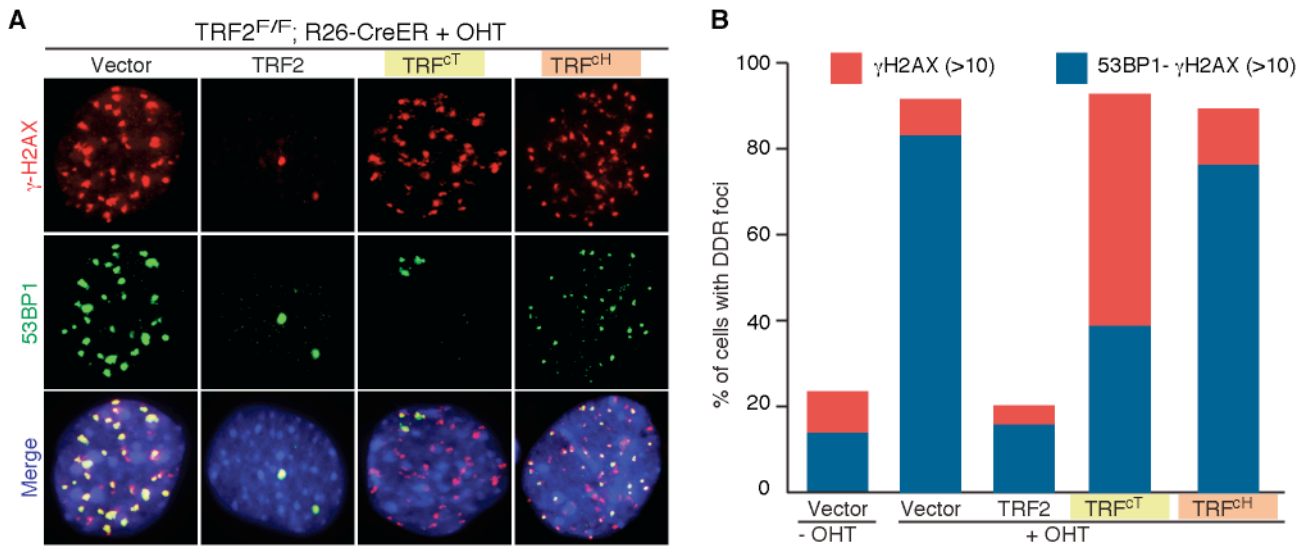 A
TRF2F/F; R26-CreER + OHT
Vector TRF2 TRFcT TRFcH
γ-H2AX
53BP1
Merge
B
γH2AX (>10) 53BP1- γH2AX (>10)
% of cells with DDR foci
100
80
60
40
20
0
Vector Vector TRF2 TRFcT TRFcH
- OHT + OHT